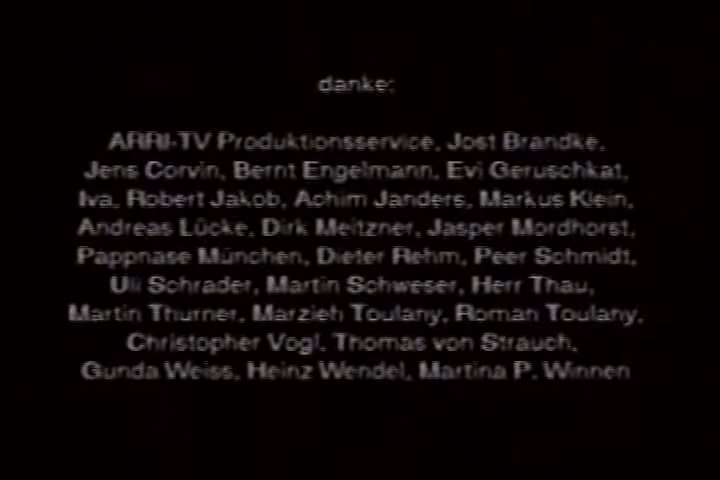 danke:
ARRI-TV Produktionsservice, Jost Brandke,
Jens Corvin, Bernt Engelmann, Evi Geruschkat,
Iva, Robert Jakob, Achim Janders, Markus Klein,
Andreas Lücke, Dirk Meitzner, Jasper Mordhorst,
Pappnase München, Dieter Rehm, Peer Schmidt,
Uli Schrader, Martin Schweser, Herr Thau,
Martin Thurner, Marzieh Toulany, Roman Toulany,
Christopher Vogl, Thomas von Strauch,
Gunda Weiss, Heinz Wendel, Martina P. Winnen